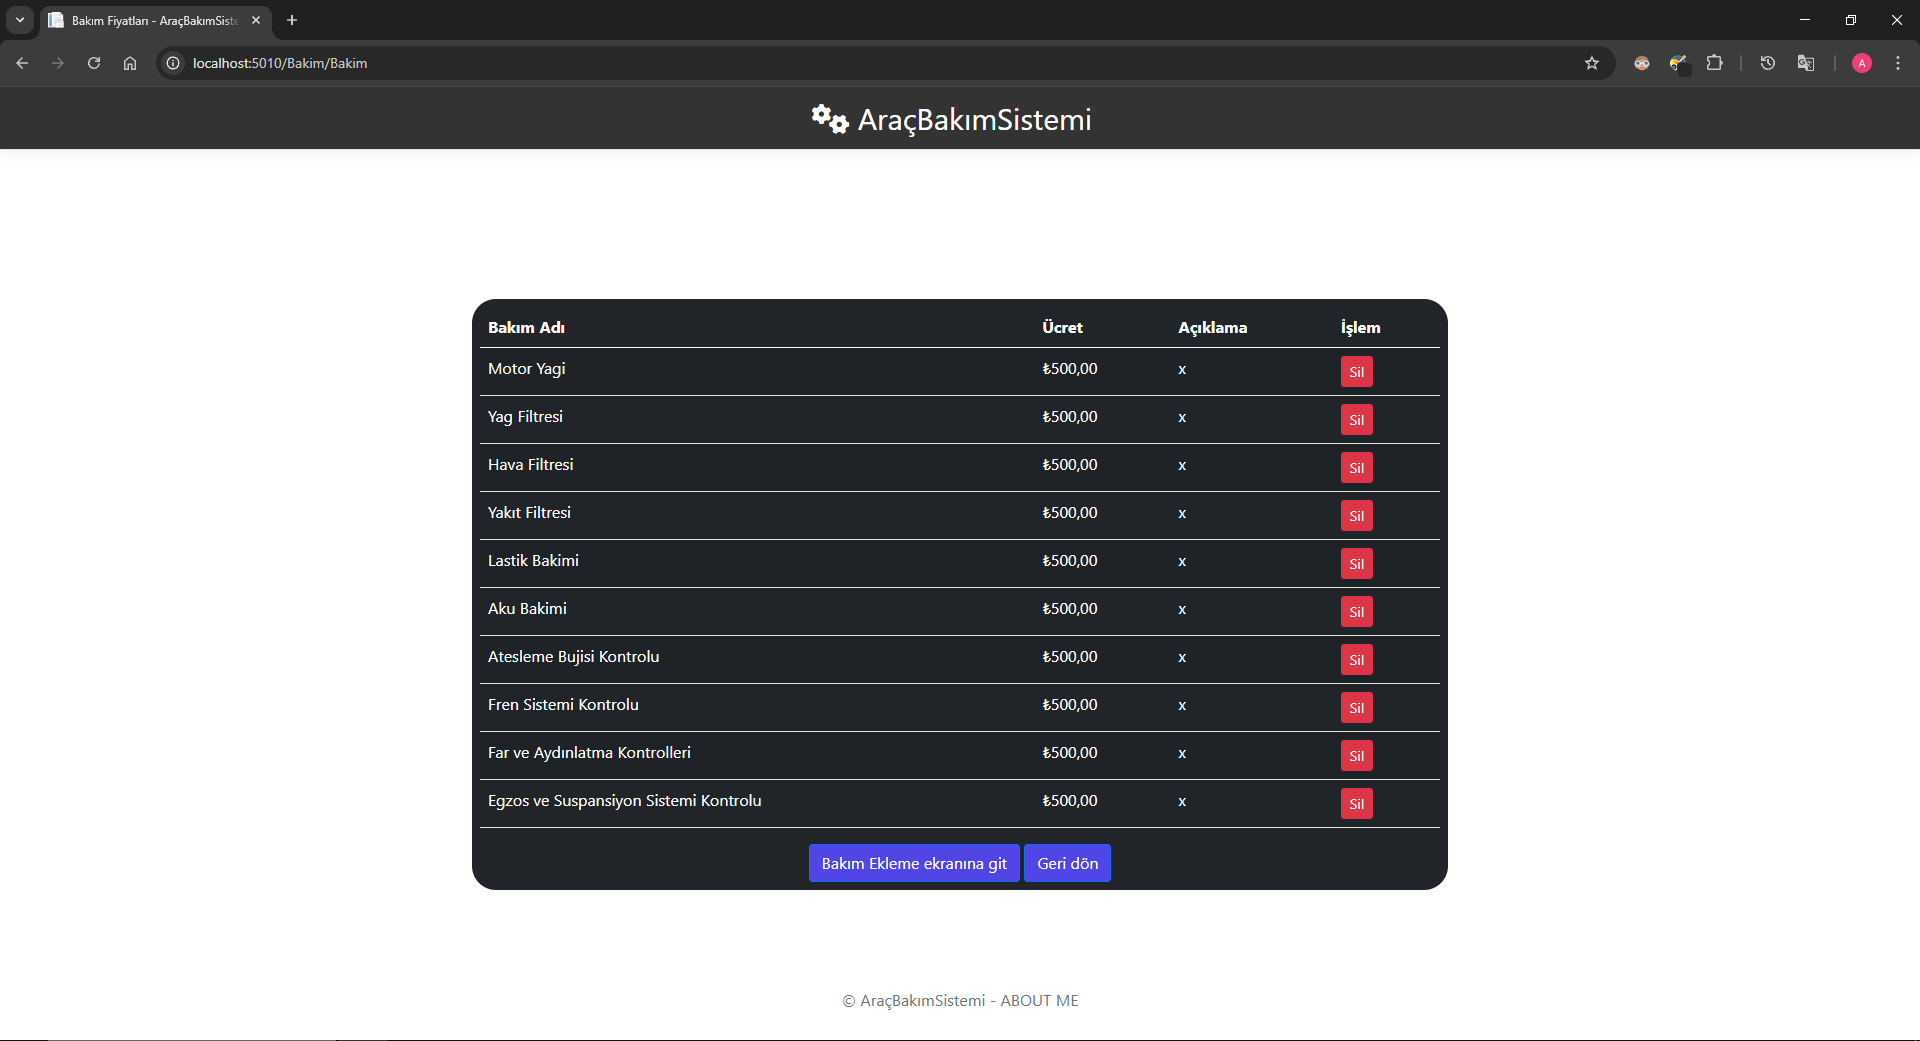 Bakım Fiyatları - AraçBakımSiste
localhost:5010/Bakim/Bakim
A
AraçBakımSistemi
Bakım Adı Ücret Açıklama İşlem
Motor Yagi ₺500,00 x Sil
Yag Filtresi ₺500,00 x Sil
Hava Filtresi ₺500,00 x Sil
Yakıt Filtresi ₺500,00 x Sil
Lastik Bakimi ₺500,00 x Sil
Aku Bakimi ₺500,00 x Sil
Atesleme Bujisi Kontrolu ₺500,00 x Sil
Fren Sistemi Kontrolu ₺500,00 x Sil
Far ve Aydınlatma Kontrolleri ₺500,00 x Sil
Egzos ve Suspansiyon Sistemi Kontrolu ₺500,00 x Sil
Bakım Ekleme ekranına git Geri dön
© AraçBakımSistemi - ABOUT ME